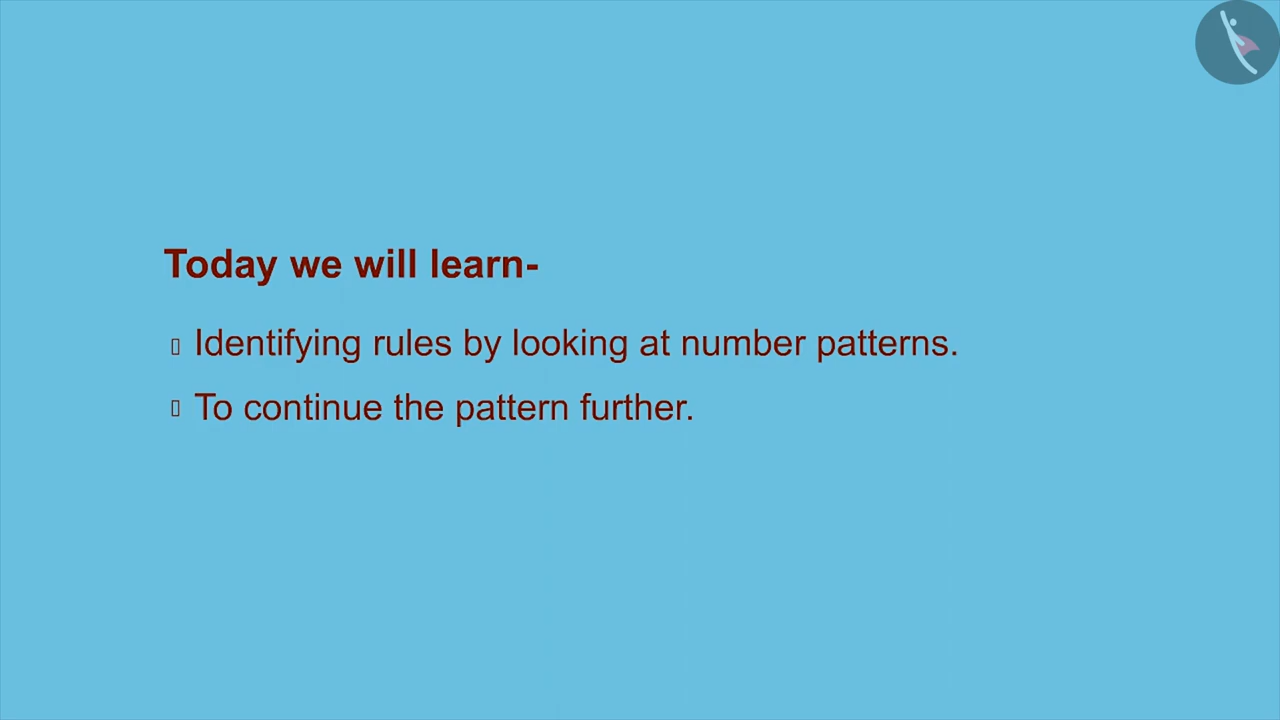 Today we will learn-
▯ Identifying rules by looking at number patterns.
▯ To continue the pattern further.